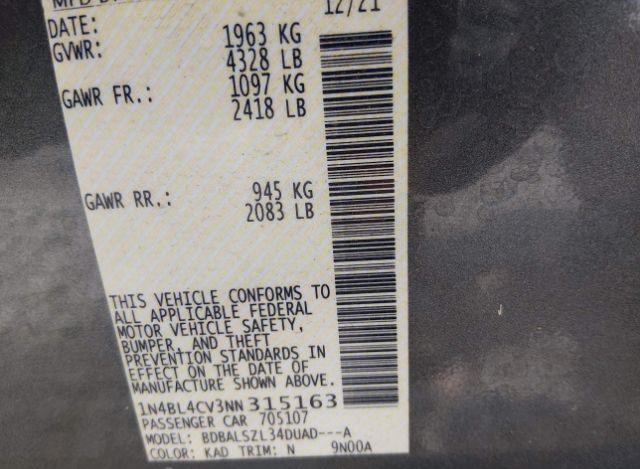 MFD B
DATE: 12/21
GVWR: 1963 KG
4328 LB
GAWR FR.: 1097 KG
2418 LB
GAWR RR.: 945 KG
2083 LB
THIS VEHICLE CONFORMS TO
ALL APPLICABLE FEDERAL
MOTOR VEHICLE SAFETY,
BUMPER, AND THEFT
PREVENTION STANDARDS IN
EFFECT ON THE DATE OF
MANUFACTURE SHOWN ABOVE.
1N4BL4CV3NN315163
PASSENGER CAR 705107
MODEL: BDBALSZL34DUAD---A
COLOR: KAD TRIM: N 9N00A